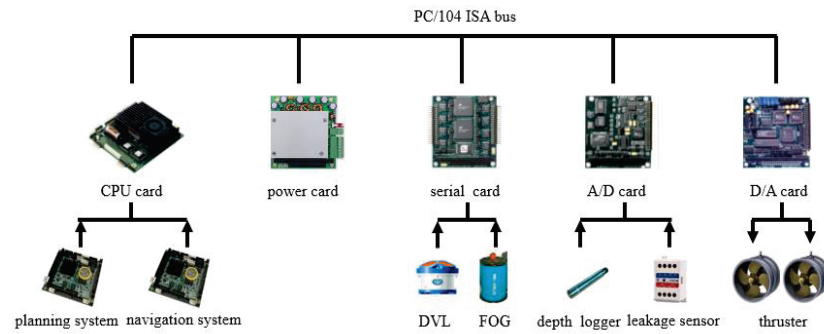 PC/104 ISA bus
CPU card
power card
serial card
A/D card
D/A card
planning system
navigation system
DVL
FOG
depth logger
leakage sensor
thruster